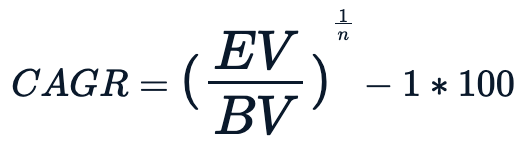 CAGR = (EV/BV)^(1/n) − 1 * 100